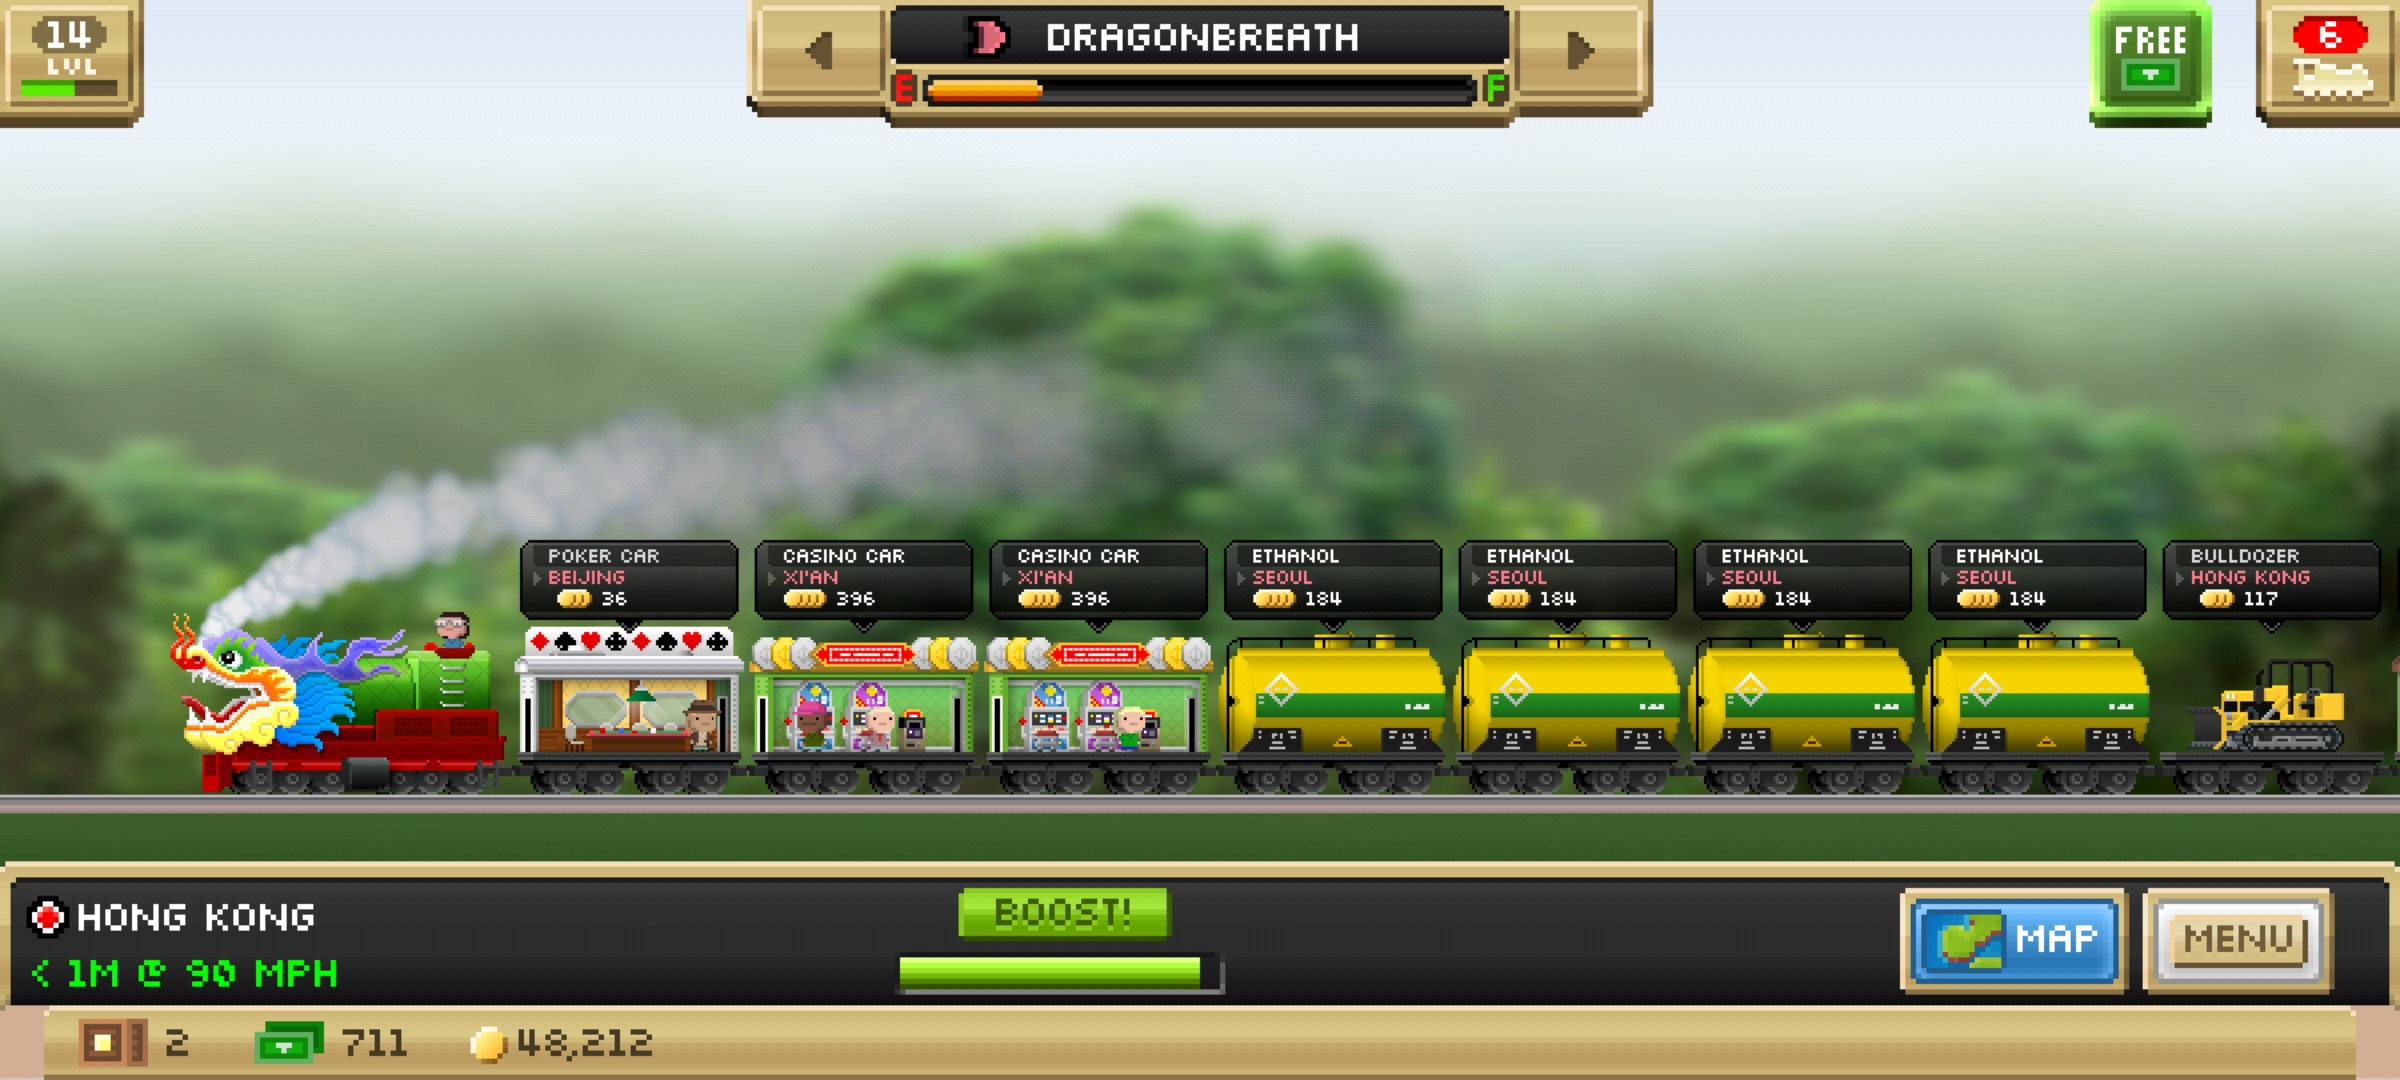 14
LVL
DRAGONBREATH
E
F
FREE
6
POKER CAR
BEIJING
36
CASINO CAR
XI'AN
396
CASINO CAR
XI'AN
396
ETHANOL
SEOUL
184
ETHANOL
SEOUL
184
ETHANOL
SEOUL
184
ETHANOL
SEOUL
184
BULLDOZER
HONG KONG
117
HONG KONG
< 1M @ 90 MPH
BOOST!
MAP
MENU
2
711
48,212